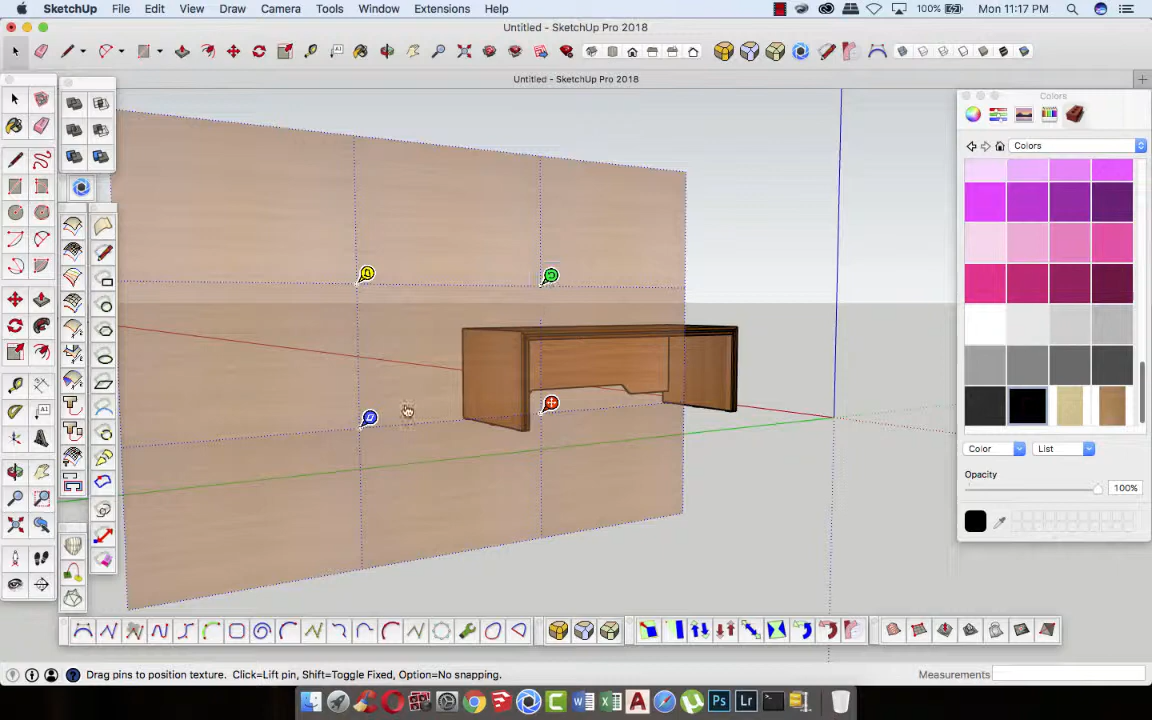 SketchUp File Edit View Draw Camera Tools Window Extensions Help
100% Mon 11:17 PM
Untitled - SketchUp Pro 2018
Untitled - SketchUp Pro 2018
Colors
Colors
Color List
Opacity
100%
Drag pins to position texture. Click=Lift pin, Shift=Toggle Fixed, Option=No snapping.
Measurements
Ps Lr